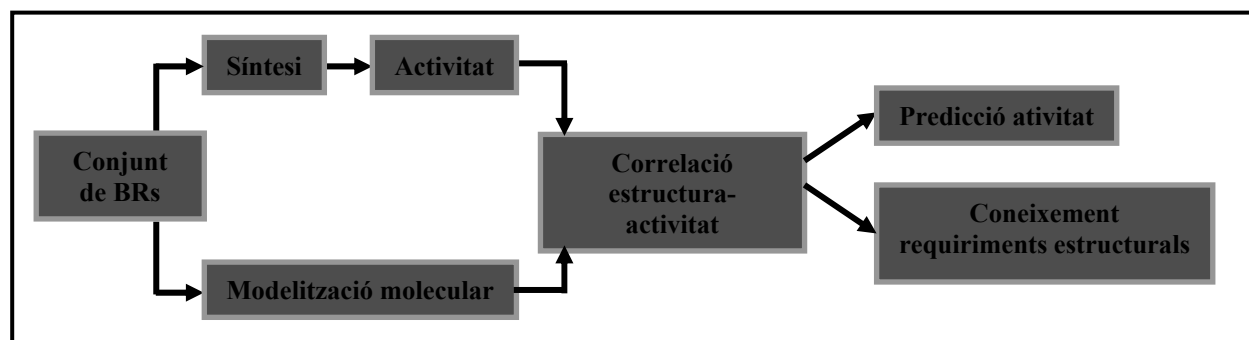 Síntesi
Activitat
Conjunt
de BRs
Modelització molecular
Correlació
estructura-
activitat
Predicció ativitat
Coneixement
requiriments estructurals